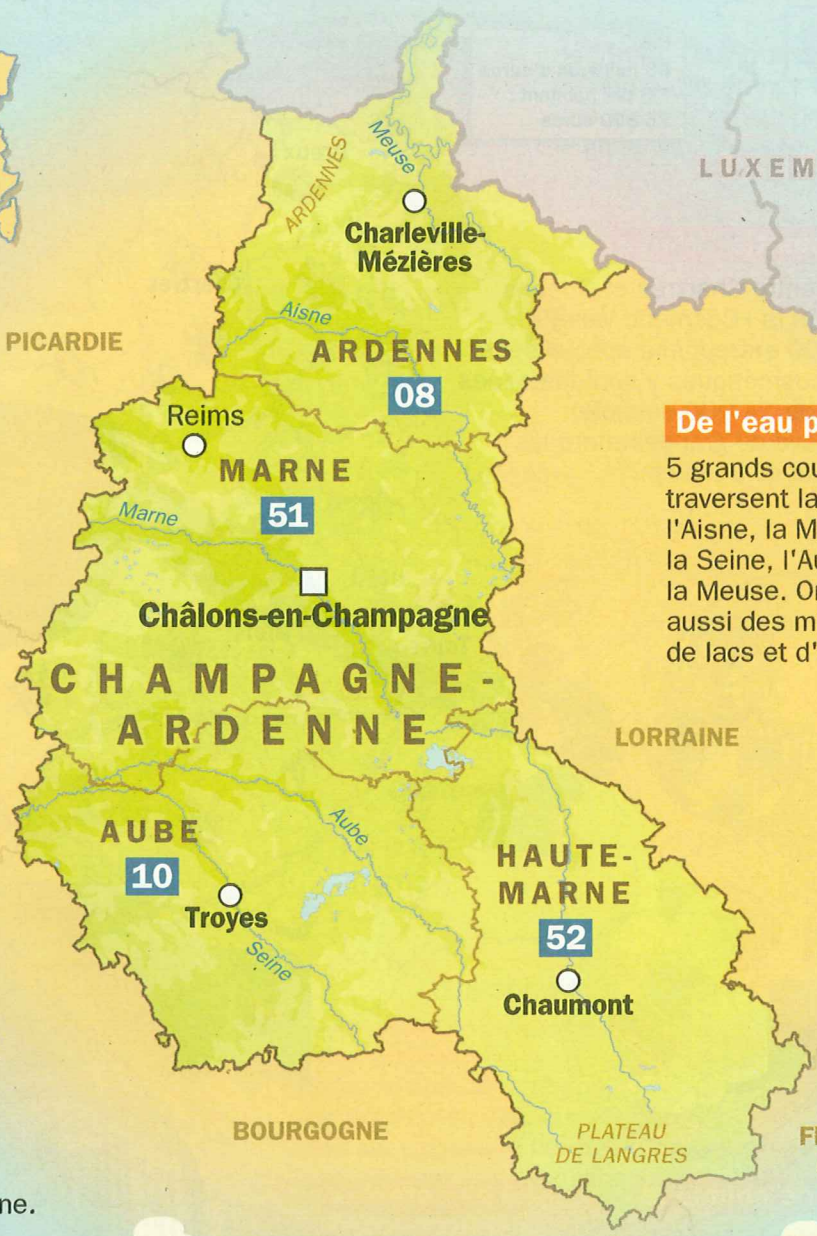 Meuse
LUXEM
ARDENNES
Charleville-
Mézières
Aisne
PICARDIE
ARDENNES
08
Reims
MARNE
51
Marne
Châlons-en-Champagne
CHAMPAGNE-
ARDENNE
De l'eau p
5 grands cou
traversent la
l'Aisne, la M
la Seine, l'Au
la Meuse. On
aussi des m
de lacs et d'
LORRAINE
AUBE
10
Aube
Troyes
Seine
HAUTE-
MARNE
52
Chaumont
BOURGOGNE
PLATEAU
DE LANGRES
ne.